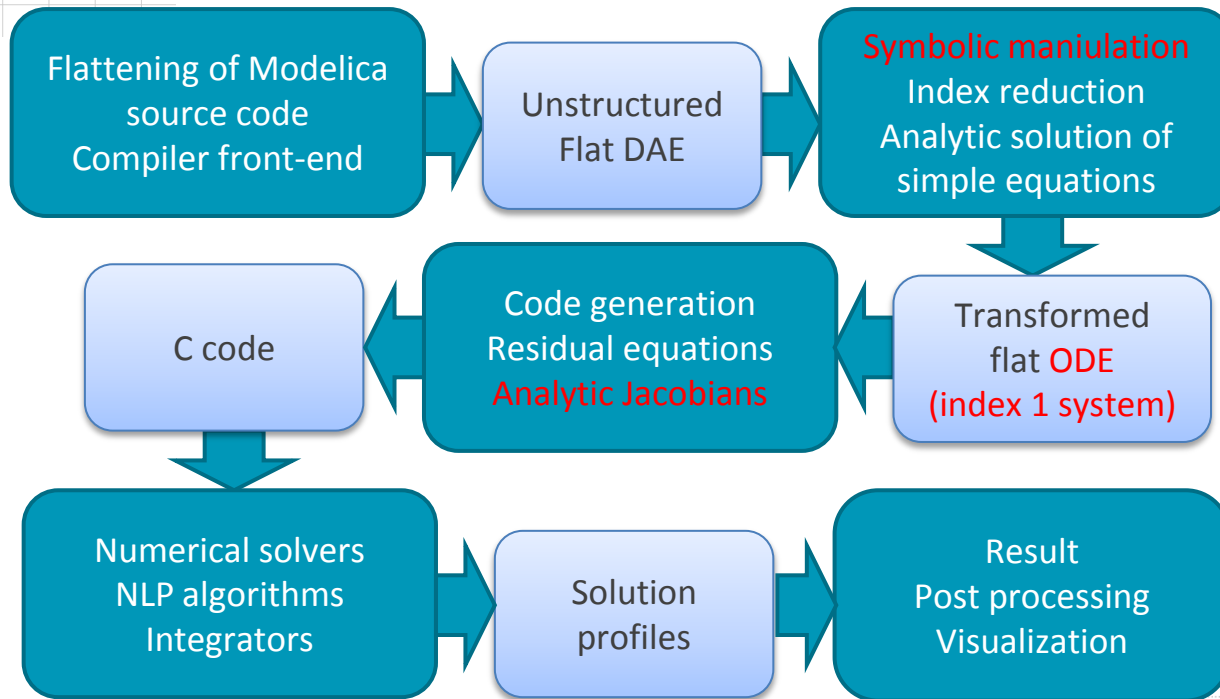 Flattening of Modelica
source code
Compiler front-end
Unstructured
Flat DAE
Symbolic maniulation
Index reduction
Analytic solution of
simple equations
Transformed
flat ODE
(index 1 system)
Code generation
Residual equations
Analytic Jacobians
C code
Numerical solvers
NLP algorithms
Integrators
Solution
profiles
Result
Post processing
Visualization